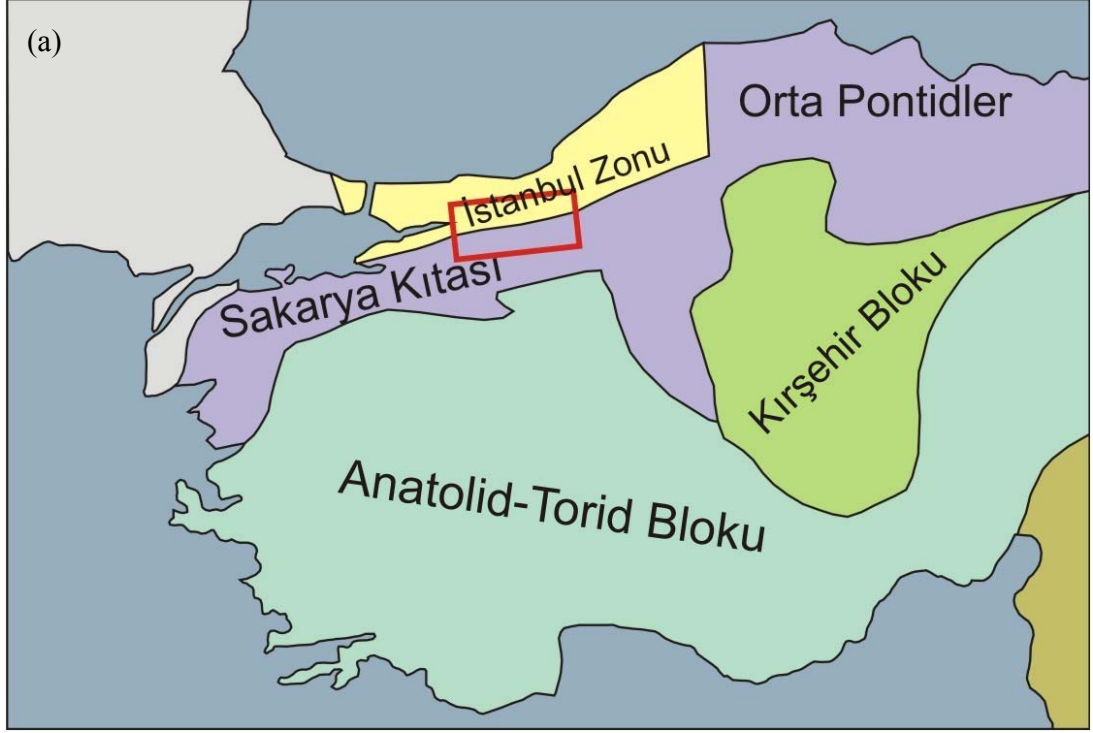 (a)
Orta Pontidler
İstanbul Zonu
Sakarya Kıtası
Kırşehir Bloku
Anatolid-Torid Bloku